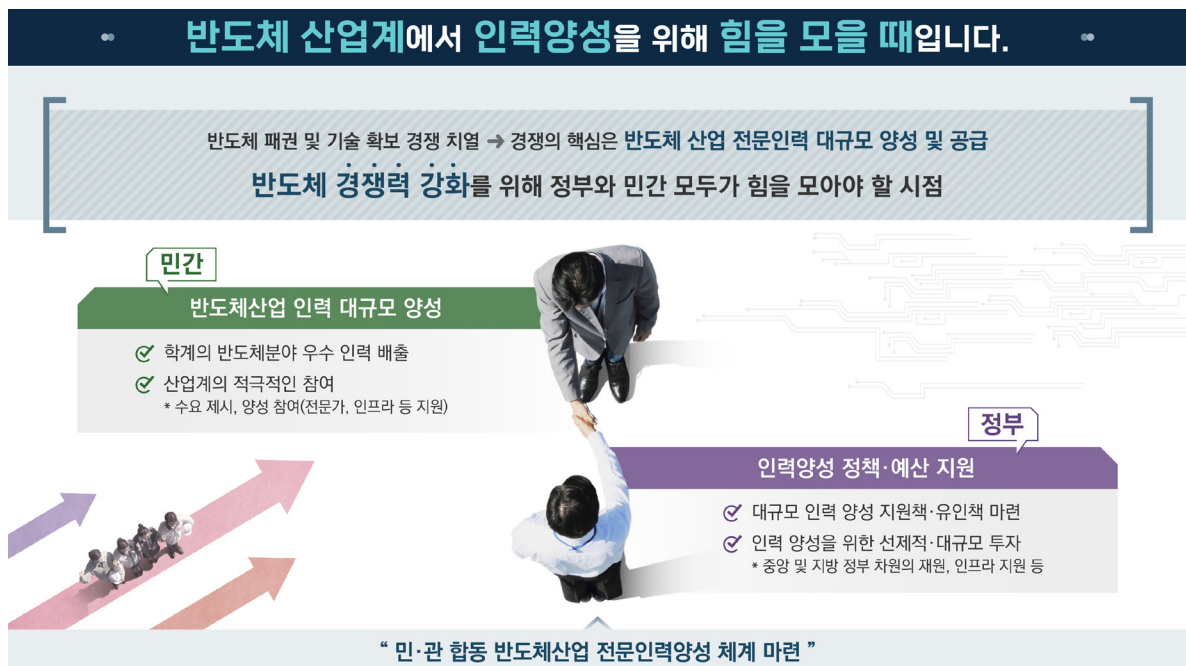 반도체 산업계에서 인력양성을 위해 힘을 모을 때입니다.
반도체 패권 및 기술 확보 경쟁 치열 → 경쟁의 핵심은 반도체 산업 전문인력 대규모 양성 및 공급
반도체 경쟁력 강화를 위해 정부와 민간 모두가 힘을 모아야 할 시점
민간
반도체산업 인력 대규모 양성
학계의 반도체분야 우수 인력 배출
산업계의 적극적인 참여
* 수요 제시, 양성 참여(전문가, 인프라 등 지원)
정부
인력양성 정책·예산 지원
대규모 인력 양성 지원책·유인책 마련
인력 양성을 위한 선제적·대규모 투자
* 중앙 및 지방 정부 차원의 재원, 인프라 지원 등
“ 민·관 합동 반도체산업 전문인력양성 체계 마련 ”